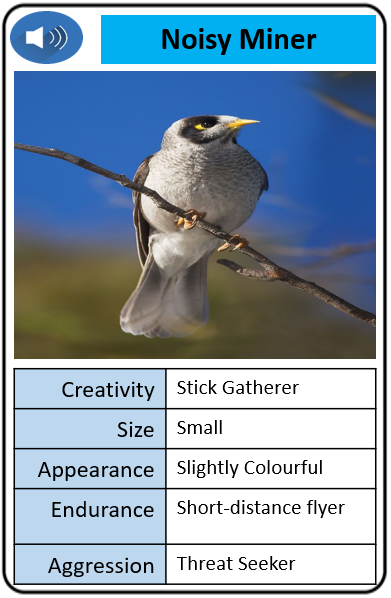 Noisy Miner
Creativity Stick Gatherer
Size Small
Appearance Slightly Colourful
Endurance Short-distance flyer
Aggression Threat Seeker